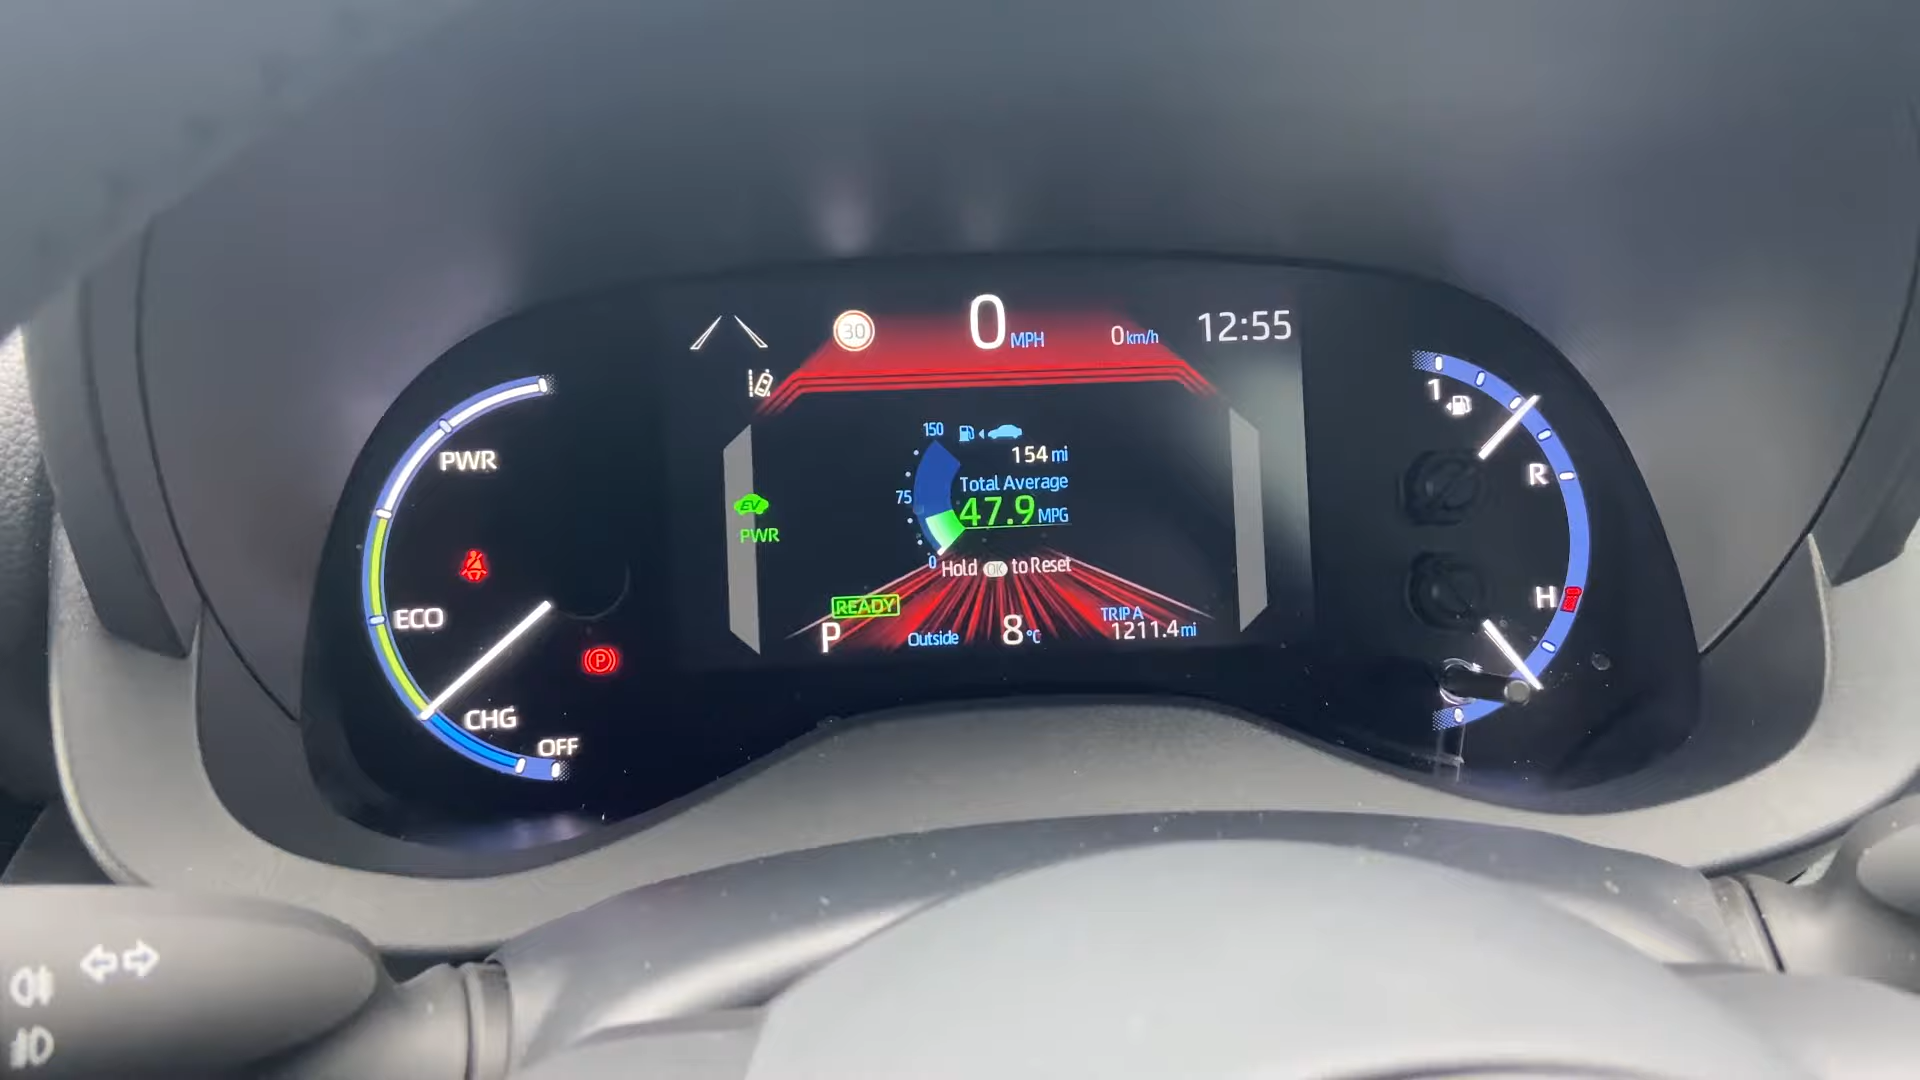 30
0 MPH
0 km/h
12:55
PWR
ECO
CHG
OFF
P
EV
PWR
150
75
0
154 mi
Total Average
47.9 MPG
Hold OK to Reset
READY
P
Outside 8°C
TRIP A
1211.4 mi
1
R
H